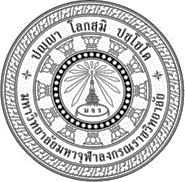 ปญฺญา โลกสฺมิ ปชฺโชโต
ม จ ร
มหาวิทยาลัยมหาจุฬาลงกรณราชวิทยาลัย